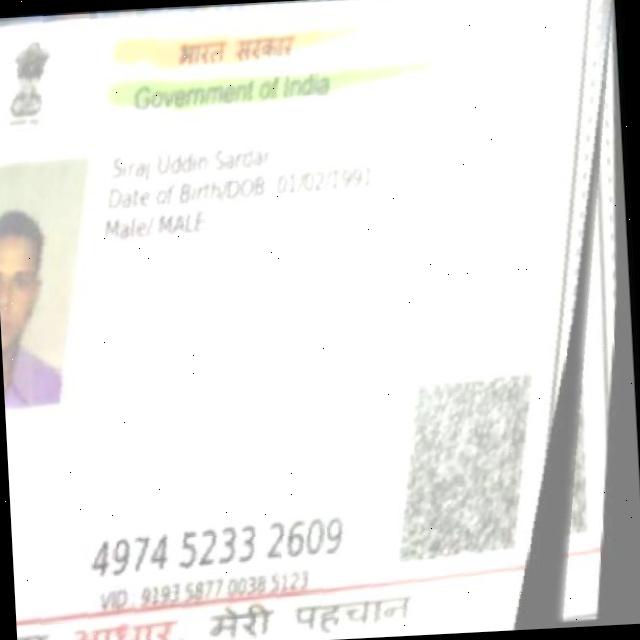 भारत सरकार
Government of India
Siraj Uddin Sardar
Date of Birth/DOB 01/02/1991
Male/ MALE
4974 5233 2609
VID: 9193 5877 0038 5123
आधार, मेरी पहचान